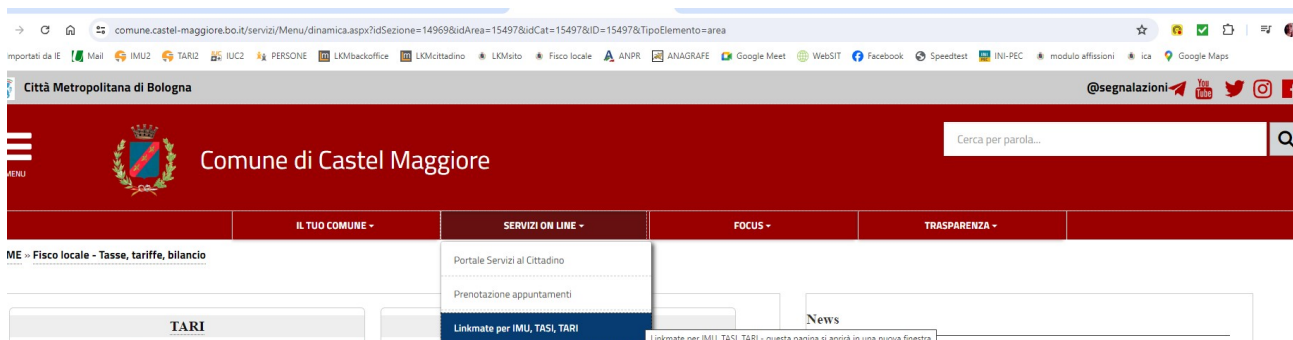 comune.castel-maggiore.bo.it/servizi/Menu/dinamica.aspx?idSezione=14969&idArea=15497&idCat=15497&ID=15497&TipoElemento=area
mportati da IE Mail IMU2 TARI2 IUC2 PERSONE LKMbackoffice LKMcittadino LKMsito Fisco locale ANPR ANAGRAFE Google Meet WebSIT Facebook Speedtest INI-PEC modulo affissioni ica Google Maps
Città Metropolitana di Bologna @segnalazioni You Tube
MENU
Comune di Castel Maggiore
Cerca per parola...
IL TUO COMUNE SERVIZI ON LINE FOCUS TRASPARENZA
ME » Fisco locale - Tasse, tariffe, bilancio
Portale Servizi al Cittadino
Prenotazione appuntamenti
TARI
Linkmate per IMU, TASI, TARI
News
Linkmate per IMU, TASI, TARI - questa pagina si aprirà in una nuova finestra